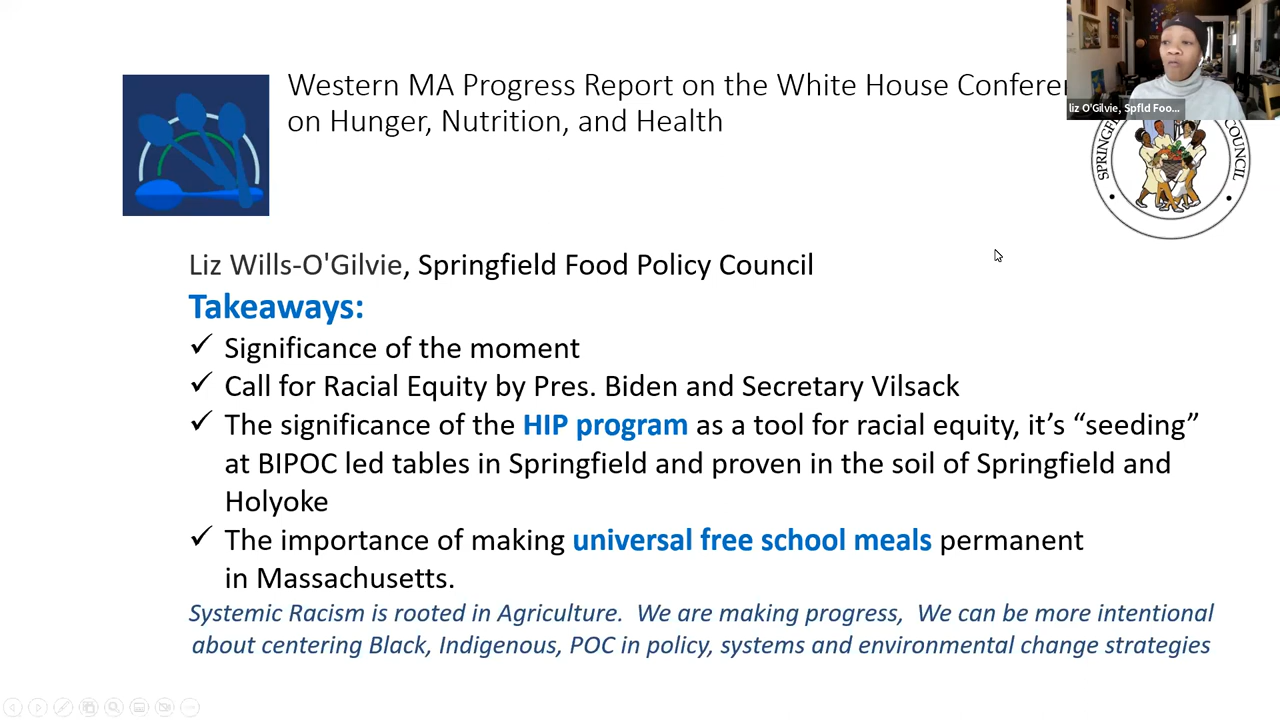 Western MA Progress Report on the White House Conferen
on Hunger, Nutrition, and Health
liz O'Gilvie, Spfld Foo...
SPRINGFIE
COUNCIL
Liz Wills-O'Gilvie, Springfield Food Policy Council
Takeaways:
✓ Significance of the moment
✓ Call for Racial Equity by Pres. Biden and Secretary Vilsack
✓ The significance of the HIP program as a tool for racial equity, it's “seeding”
at BIPOC led tables in Springfield and proven in the soil of Springfield and
Holyoke
✓ The importance of making universal free school meals permanent
in Massachusetts.
Systemic Racism is rooted in Agriculture. We are making progress, We can be more intentional
about centering Black, Indigenous, POC in policy, systems and environmental change strategies